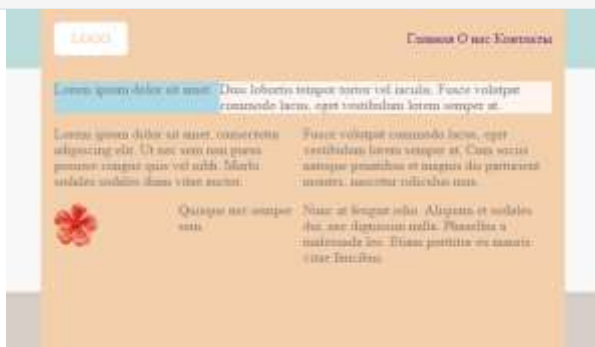 LOGO
Главная О нас Контакты
Lorem ipsum dolor sit amet. Duis lobortis tempor tortor vel iaculis. Fusce volutpat
commodo lacus, eget vestibulum lorem semper at.
Lorem ipsum dolor sit amet, consectetur
adipiscing elit. Ut nec sem non purus
posuere congue quis vel nibh. Morbi
sodales sodales diam vitae auctor.
Fusce volutpat commodo lacus, eget
vestibulum lorem semper at. Cum sociis
natoque penatibus et magnis dis parturient
montes, nascetur ridiculus mus.
Quisque nec semper
sem.
Nunc at feugiat odio. Aliquam et sodales
dui, nec dignissim nulla. Phasellus a
malesuada leo. Etiam porttitor ex mauris
vitae faucibus.